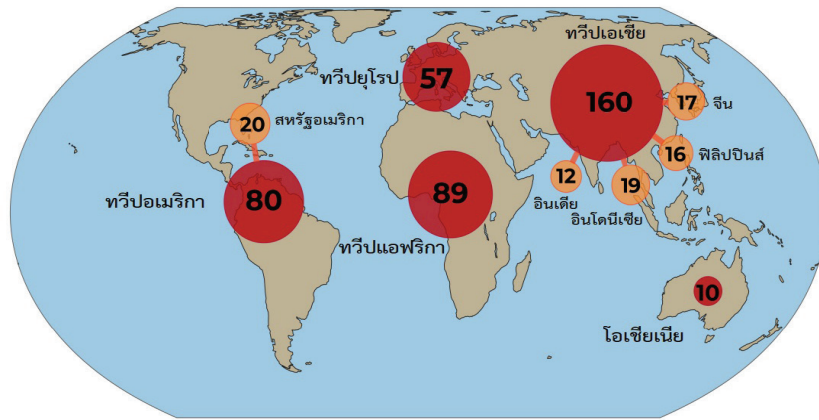 ทวีปเอเชีย
ทวีปยุโรป 57
160
17 จีน
20 สหรัฐอเมริกา
16 ฟิลิปปินส์
12
อินเดีย
19
อินโดนีเซีย
ทวีปอเมริกา 80
89
ทวีปแอฟริกา
10
โอเชียเนีย